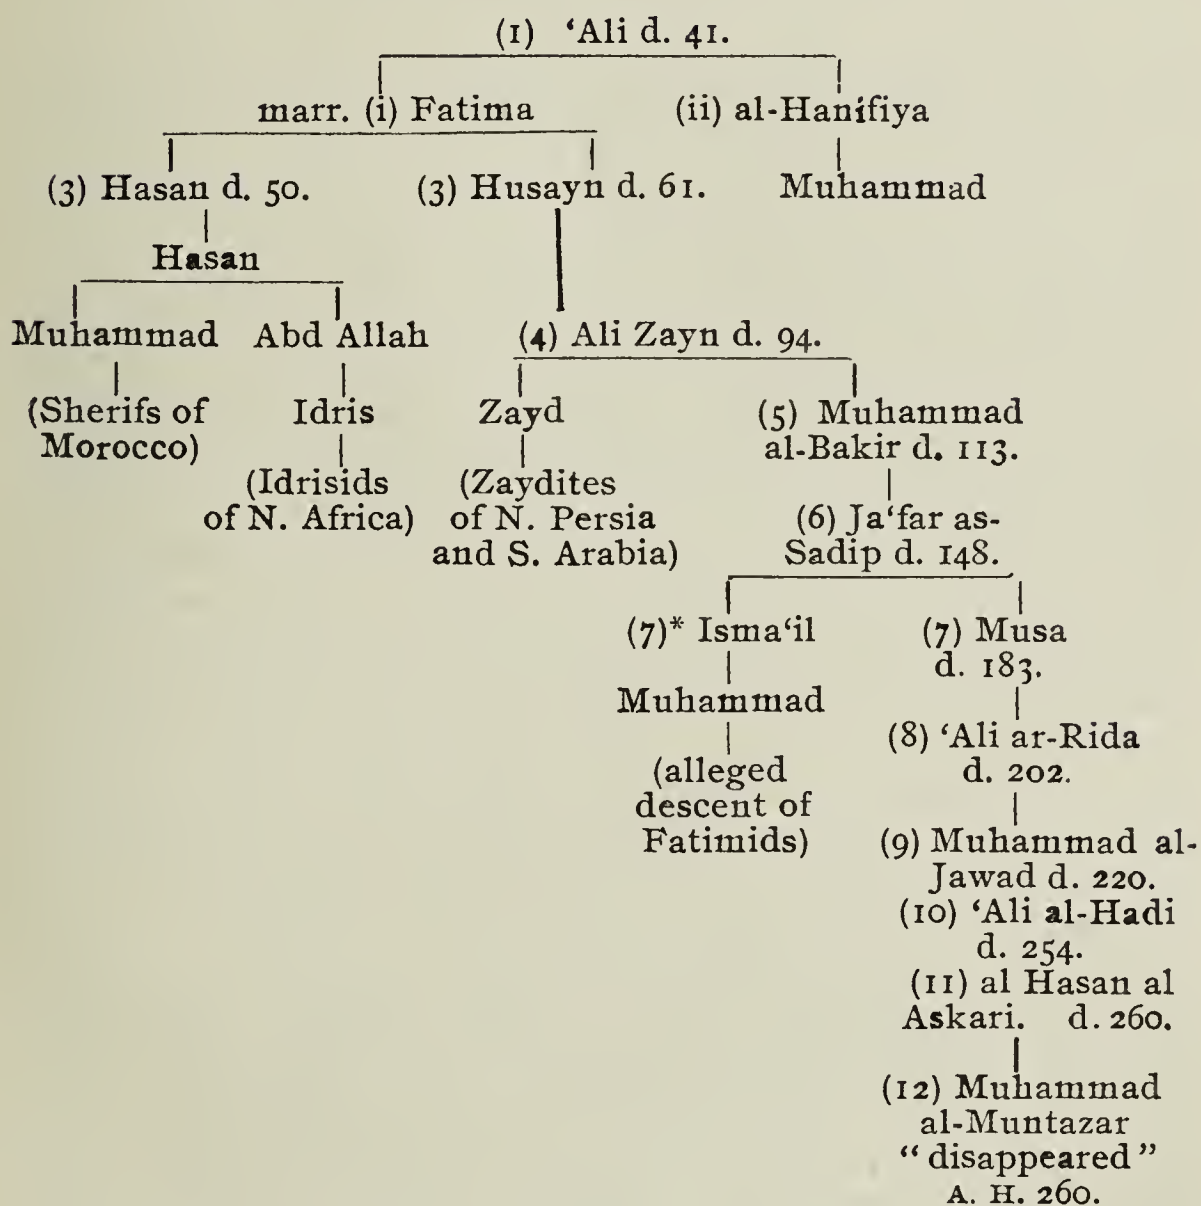 (1) ‘Ali d. 41.
marr. (i) Fatima (ii) al-Hanifiya
(3) Hasan d. 50. (3) Husayn d. 61. Muhammad
Hasan
Muhammad Abd Allah (4) Ali Zayn d. 94.
(Sherifs of Idris Zayd (5) Muhammad
Morocco) al-Bakir d. 113.
(Idrisids (Zaydites
of N. Africa) of N. Persia (6) Ja‘far as-
and S. Arabia) Sadip d. 148.
(7)* Isma‘il (7) Musa
d. 183.
Muhammad
(8) ‘Ali ar-Rida
(alleged d. 202.
descent of
Fatimids) (9) Muhammad al-
Jawad d. 220.
(10) ‘Ali al-Hadi
d. 254.
(11) al Hasan al
Askari. d. 260.
(12) Muhammad
al-Muntazar
“ disappeared ”
A. H. 260.